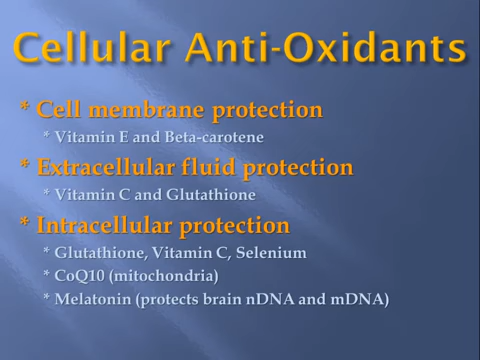 Cellular Anti-Oxidants
* Cell membrane protection
* Vitamin E and Beta-carotene
* Extracellular fluid protection
* Vitamin C and Glutathione
* Intracellular protection
* Glutathione, Vitamin C, Selenium
* CoQ10 (mitochondria)
* Melatonin (protects brain nDNA and mDNA)